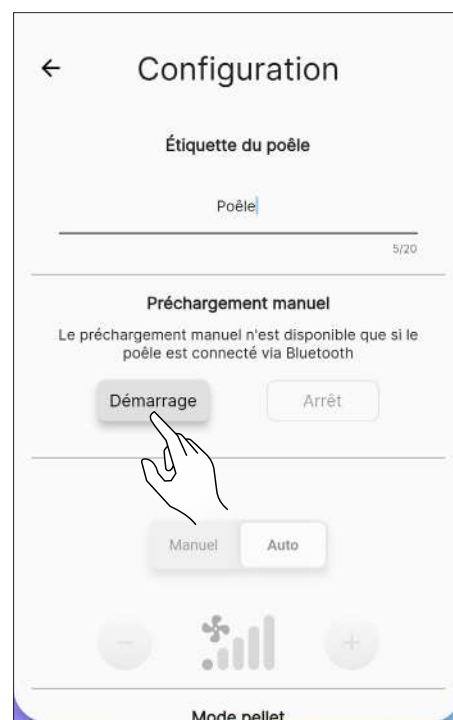 Configuration
Étiquette du poêle
Poêle
5/20
Préchargement manuel
Le préchargement manuel n'est disponible que si le
poêle est connecté via Bluetooth
Démarrage Arrêt
Manuel Auto
Mode pellet